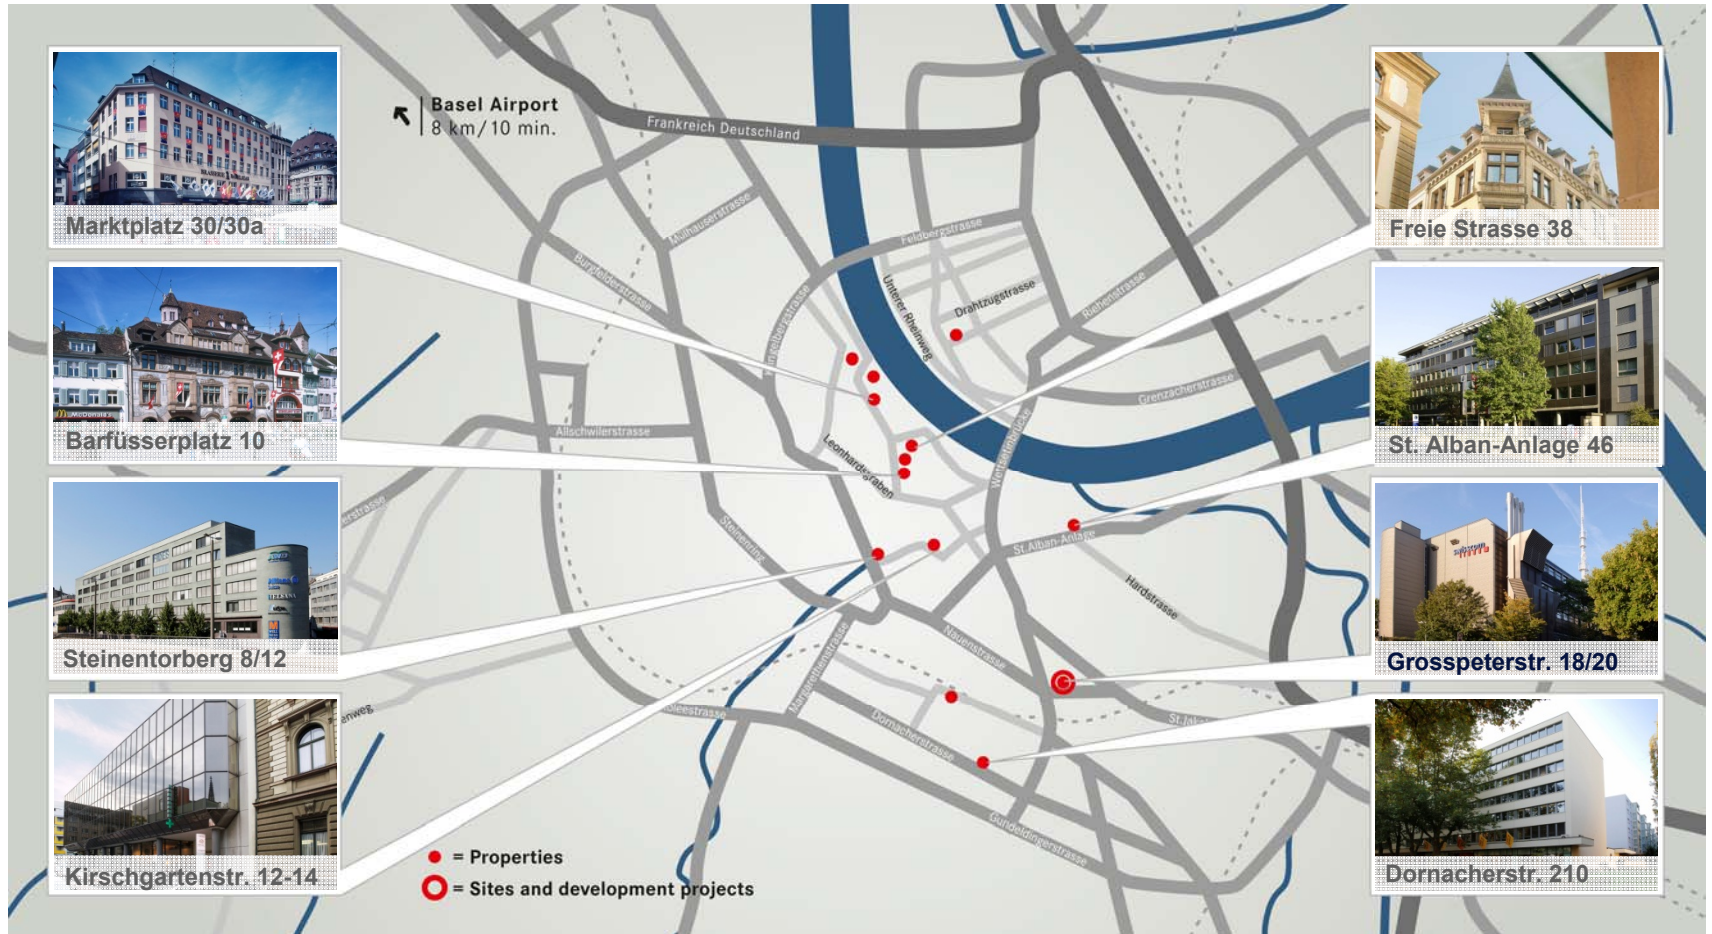 Marktplatz 30/30a
Barfüsserplatz 10
McDonald's
Steinentorberg 8/12
Kirschgartenstr. 12-14
Basel Airport
8 km/10 min.
Frankreich Deutschland
Mülhauserstrasse
Burgfelderstrasse
Feldbergstrasse
Unterer Rheinweg
Drahtzugstrasse
Riehenstrasse
Grenzacherstrasse
Wettsteinbrücke
Allschwilerstrasse
Leonhardsgraben
Steinenring
St.Alban-Anlage
Hardstrasse
Nauenstrasse
Margarethenstrasse
Dornacherstrasse
Gundeldingerstrasse
= Properties
= Sites and development projects
Freie Strasse 38
St. Alban-Anlage 46
swisscom
Grosspeterstr. 18/20
Dornacherstr. 210